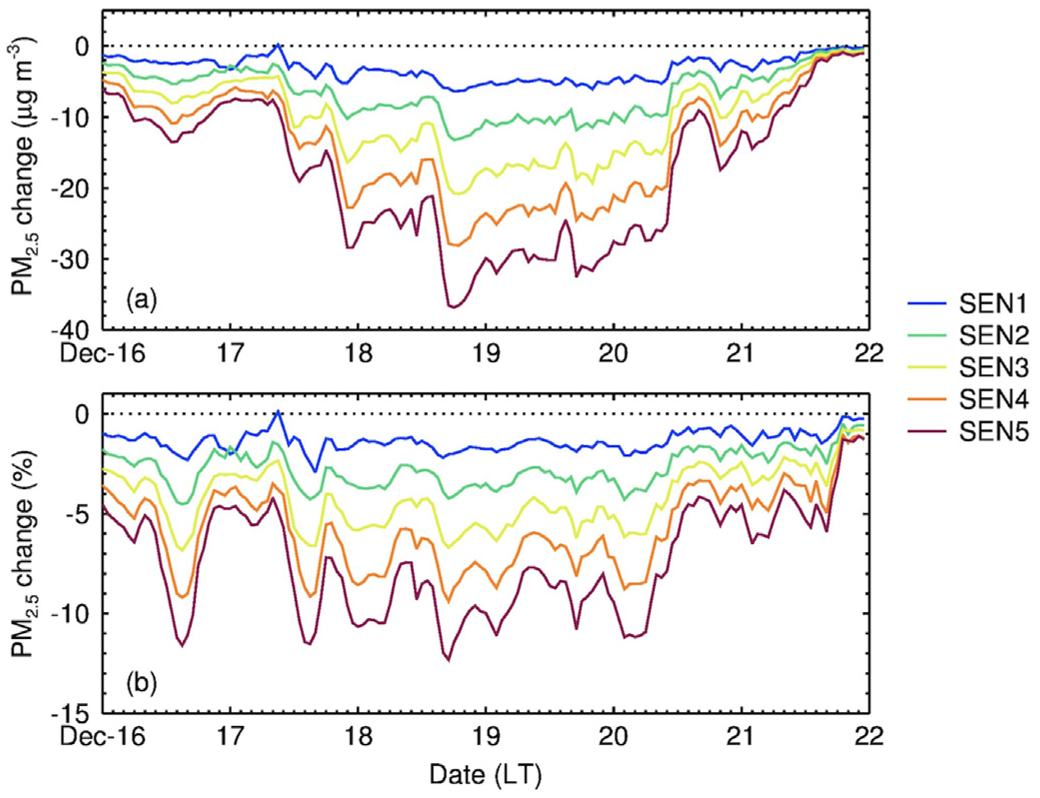 0
-10
-20
-30
-40
PM2.5 change (μg m-3)
(a)
Dec-16 17 18 19 20 21 22
SEN1
SEN2
SEN3
SEN4
SEN5
0
-5
-10
-15
PM2.5 change (%)
(b)
Dec-16 17 18 19 20 21 22
Date (LT)